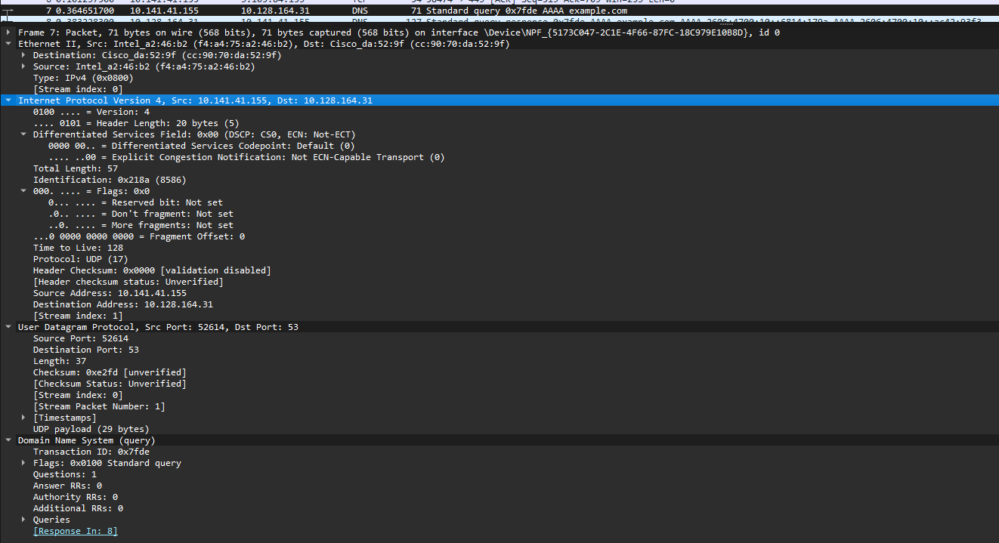 7 0.364651700 10.141.41.155 10.128.164.31 DNS 71 Standard query 0x7fde AAAA example.com
Frame 7: Packet, 71 bytes on wire (568 bits), 71 bytes captured (568 bits) on interface \Device\NPF_{5173C047-2C1E-4F66-87FC-18C979E10B8D}, id 0
Ethernet II, Src: Intel_a2:46:b2 (f4:a4:75:a2:46:b2), Dst: Cisco_da:52:9f (cc:90:70:da:52:9f)
Destination: Cisco_da:52:9f (cc:90:70:da:52:9f)
Source: Intel_a2:46:b2 (f4:a4:75:a2:46:b2)
Type: IPv4 (0x0800)
[Stream index: 0]
Internet Protocol Version 4, Src: 10.141.41.155, Dst: 10.128.164.31
0100 .... = Version: 4
.... 0101 = Header Length: 20 bytes (5)
Differentiated Services Field: 0x00 (DSCP: CS0, ECN: Not-ECT)
0000 00.. = Differentiated Services Codepoint: Default (0)
.... ..00 = Explicit Congestion Notification: Not ECN-Capable Transport (0)
Total Length: 57
Identification: 0x218a (8586)
000. .... = Flags: 0x0
0... .... = Reserved bit: Not set
.0.. .... = Don't fragment: Not set
..0. .... = More fragments: Not set
...0 0000 0000 0000 = Fragment Offset: 0
Time to Live: 128
Protocol: UDP (17)
Header Checksum: 0x0000 [validation disabled]
[Header checksum status: Unverified]
Source Address: 10.141.41.155
Destination Address: 10.128.164.31
[Stream index: 1]
User Datagram Protocol, Src Port: 52614, Dst Port: 53
Source Port: 52614
Destination Port: 53
Length: 37
Checksum: 0xe2fd [unverified]
[Checksum Status: Unverified]
[Stream index: 0]
[Stream Packet Number: 1]
[Timestamps]
UDP payload (29 bytes)
Domain Name System (query)
Transaction ID: 0x7fde
Flags: 0x0100 Standard query
Questions: 1
Answer RRs: 0
Authority RRs: 0
Additional RRs: 0
Queries
[Response In: 8]